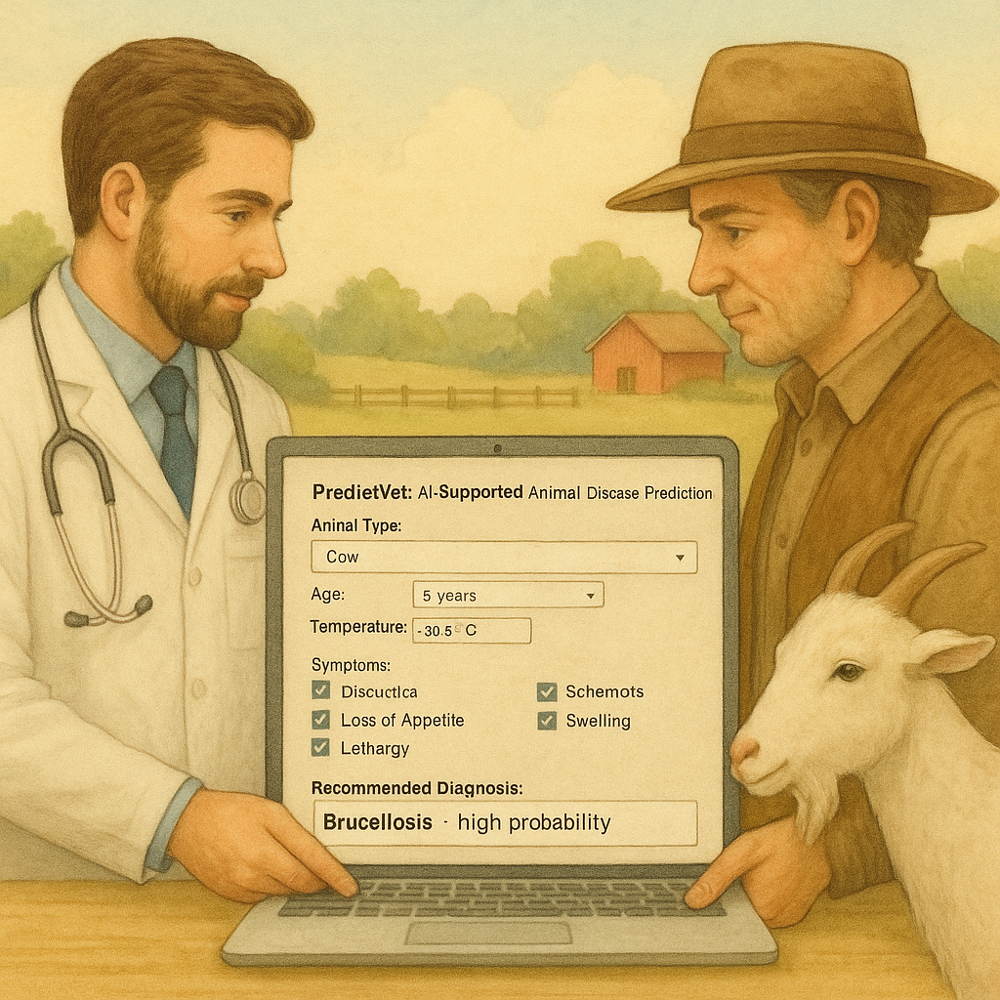 PredietVet: AI-Supported Animal Disease Prediction
Aninal Type:
Cow
Age: 5 years
Temperature: -30.5° C
Symptoms:
Discuctlca Schemots
Loss of Appetite Swelling
Lethargy
Recommended Diagnosis:
Brucellosis · high probability